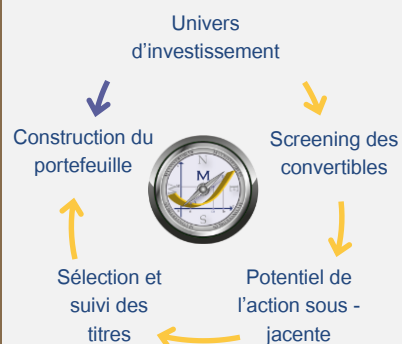 Univers
d’investissement
Construction du
portefeuille
Screening des
convertibles
N
M
S
Sélection et
suivi des
titres
Potentiel de
l’action sous -
jacente